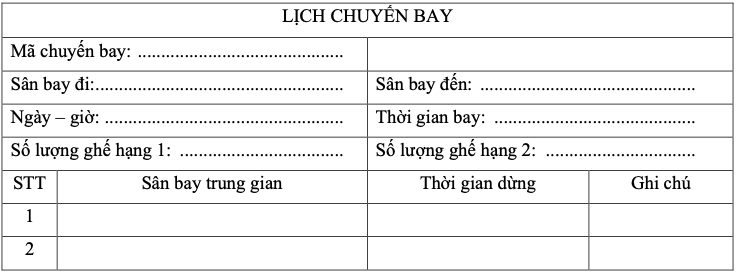 LỊCH CHUYẾN BAY
Mã chuyến bay: ............................................
Sân bay đi:.....................................................
Sân bay đến: ..............................................
Ngày – giờ: ...................................................
Thời gian bay: ...........................................
Số lượng ghế hạng 1: ...................................
Số lượng ghế hạng 2: ................................
STT Sân bay trung gian Thời gian dừng Ghi chú
1
2